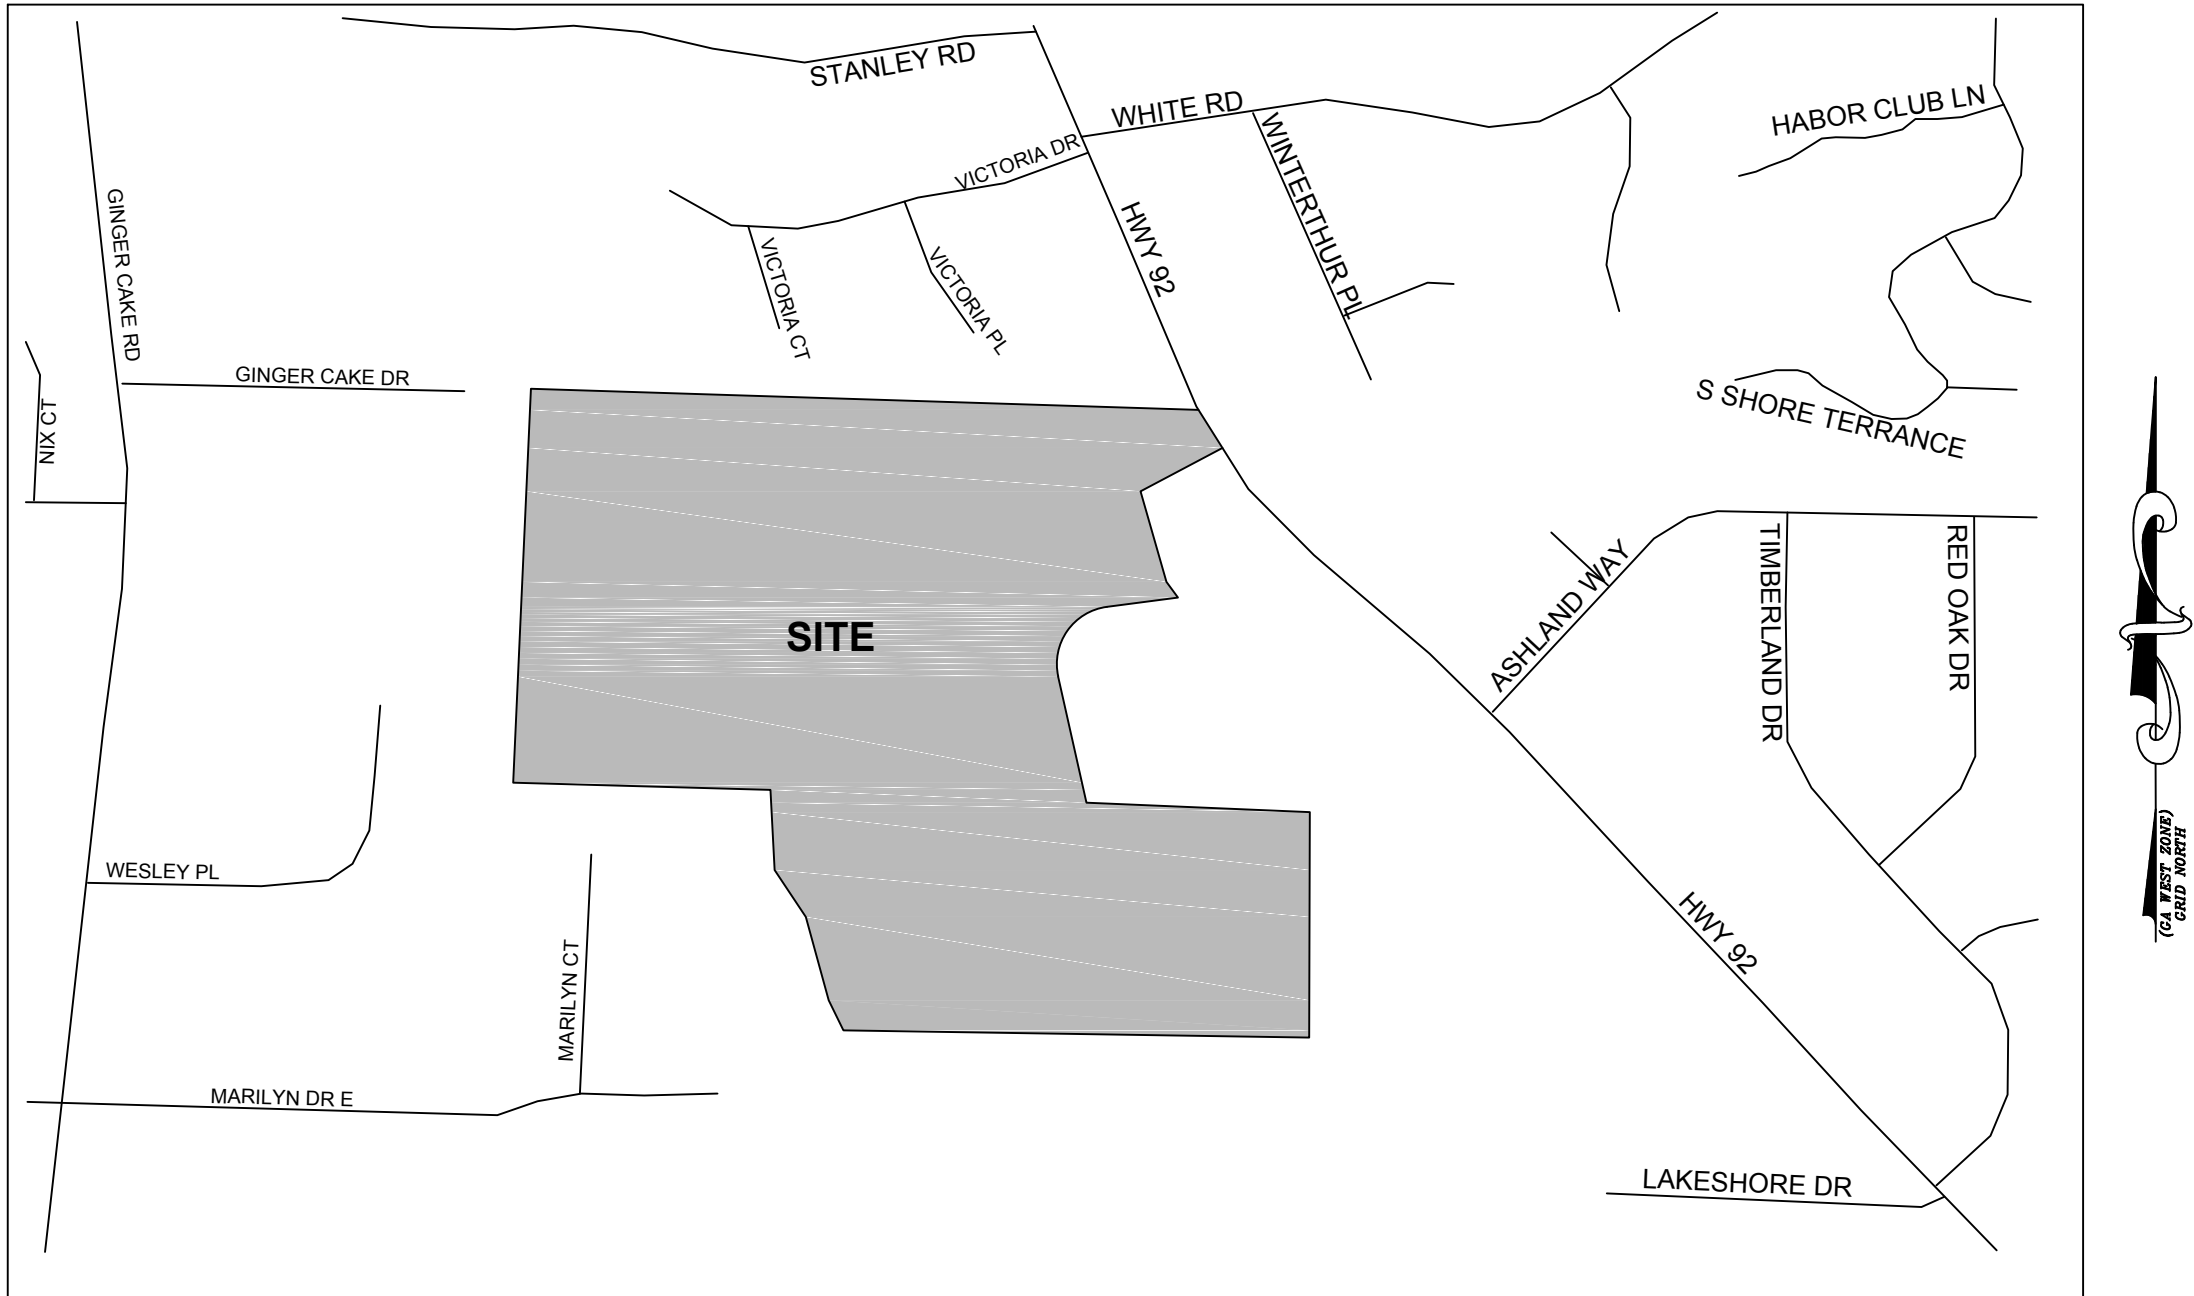 STANLEY RD
WHITE RD
HABOR CLUB LN
VICTORIA DR
WINTERTHUR PL
GINGER CAKE RD
HWY 92
VICTORIA CT
VICTORIA PL
GINGER CAKE DR
S SHORE TERRANCE
NIX CT
TIMBERLAND DR
RED OAK DR
ASHLAND WAY
SITE
WESLEY PL
(GA WEST ZONE)
GRID NORTH
HWY 92
MARILYN CT
MARILYN DR E
LAKESHORE DR